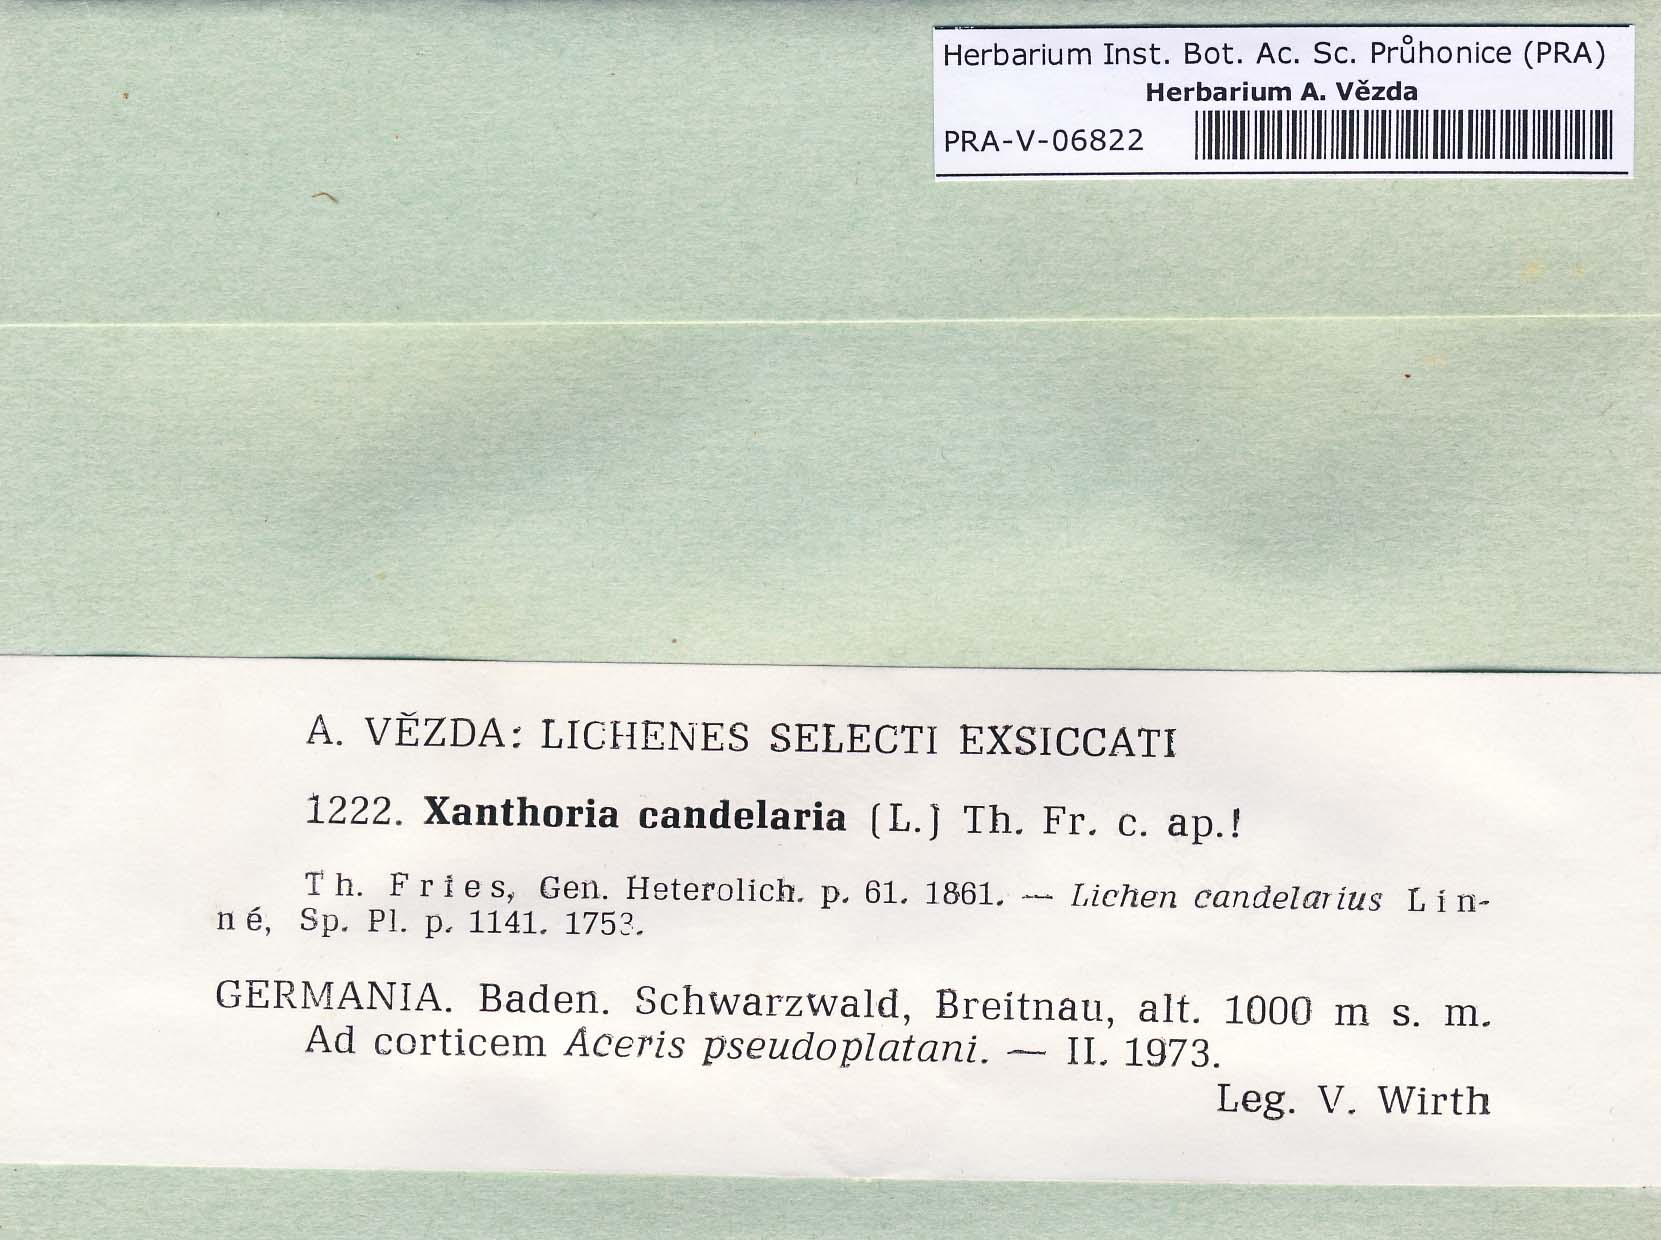 Herbarium Inst. Bot. Ac. Sc. Průhonice (PRA)
Herbarium A. Vězda
PRA-V-06822
A. VĚZDA: LICHENES SELECTI EXSICCATI
1222. Xanthoria candelaria (L.) Th. Fr. c. ap.!
Th. Fries, Gen. Heterolich. p. 61. 1861. — Lichen candelarius Lin-
né, Sp. Pl. p. 1141. 1753.
GERMANIA. Baden. Schwarzwald, Breitnau, alt. 1000 m s. m.
Ad corticem Aceris pseudoplatani. — II. 1973.
Leg. V. Wirth